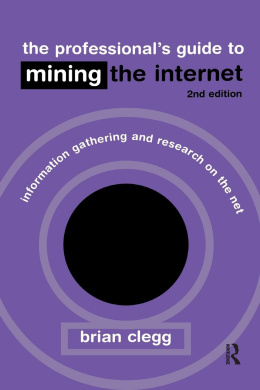 the professional's guide to
mining the internet
2nd edition
information gathering and research on the net
brian clegg
R